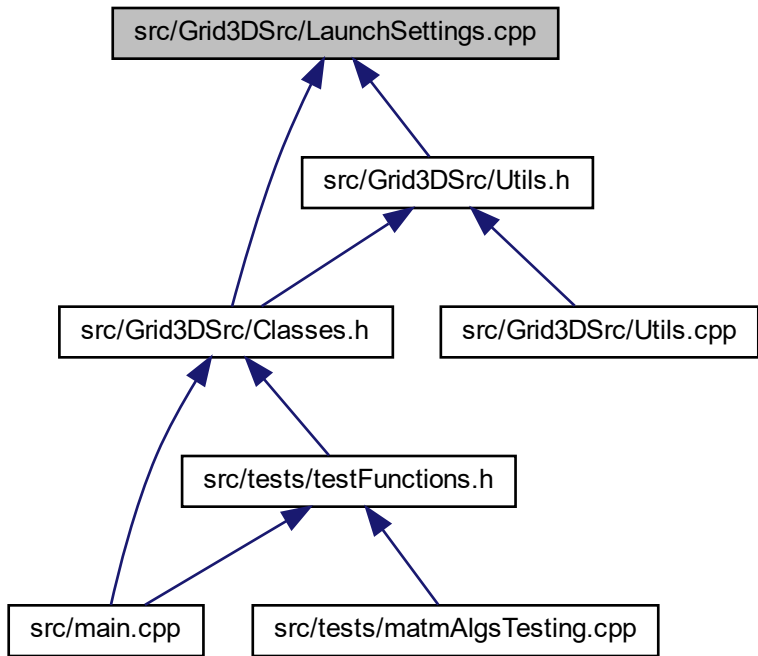 src/Grid3DSrc/LaunchSettings.cpp
src/Grid3DSrc/Utils.h
src/Grid3DSrc/Classes.h
src/Grid3DSrc/Utils.cpp
src/tests/testFunctions.h
src/main.cpp
src/tests/matmAlgsTesting.cpp